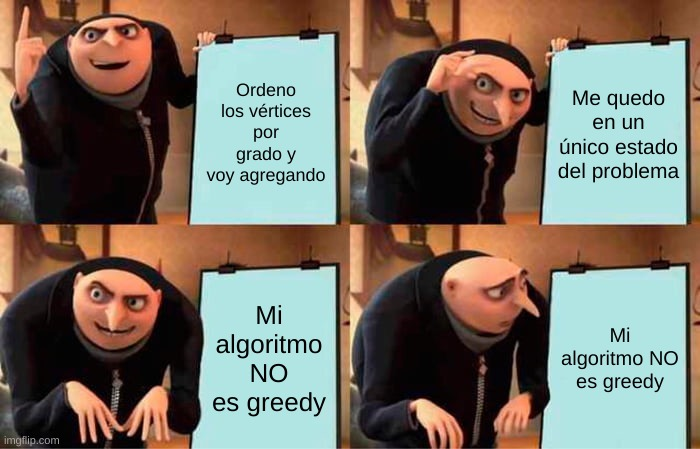 Ordeno
los vértices
por
grado y
voy agregando
Me quedo
en un
único estado
del problema
Mi
algoritmo
NO
es greedy
Mi
algoritmo NO
es greedy
imgflip.com